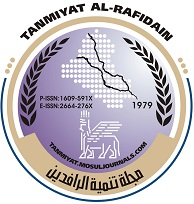 TANMIYAT AL-RAFIDAIN
P-ISSN: 1609-591X
E-ISSN: 2664-276X
1979
TANMIYAT.MOSULJOURNALS.COM
مجلة تنمية الرافدين